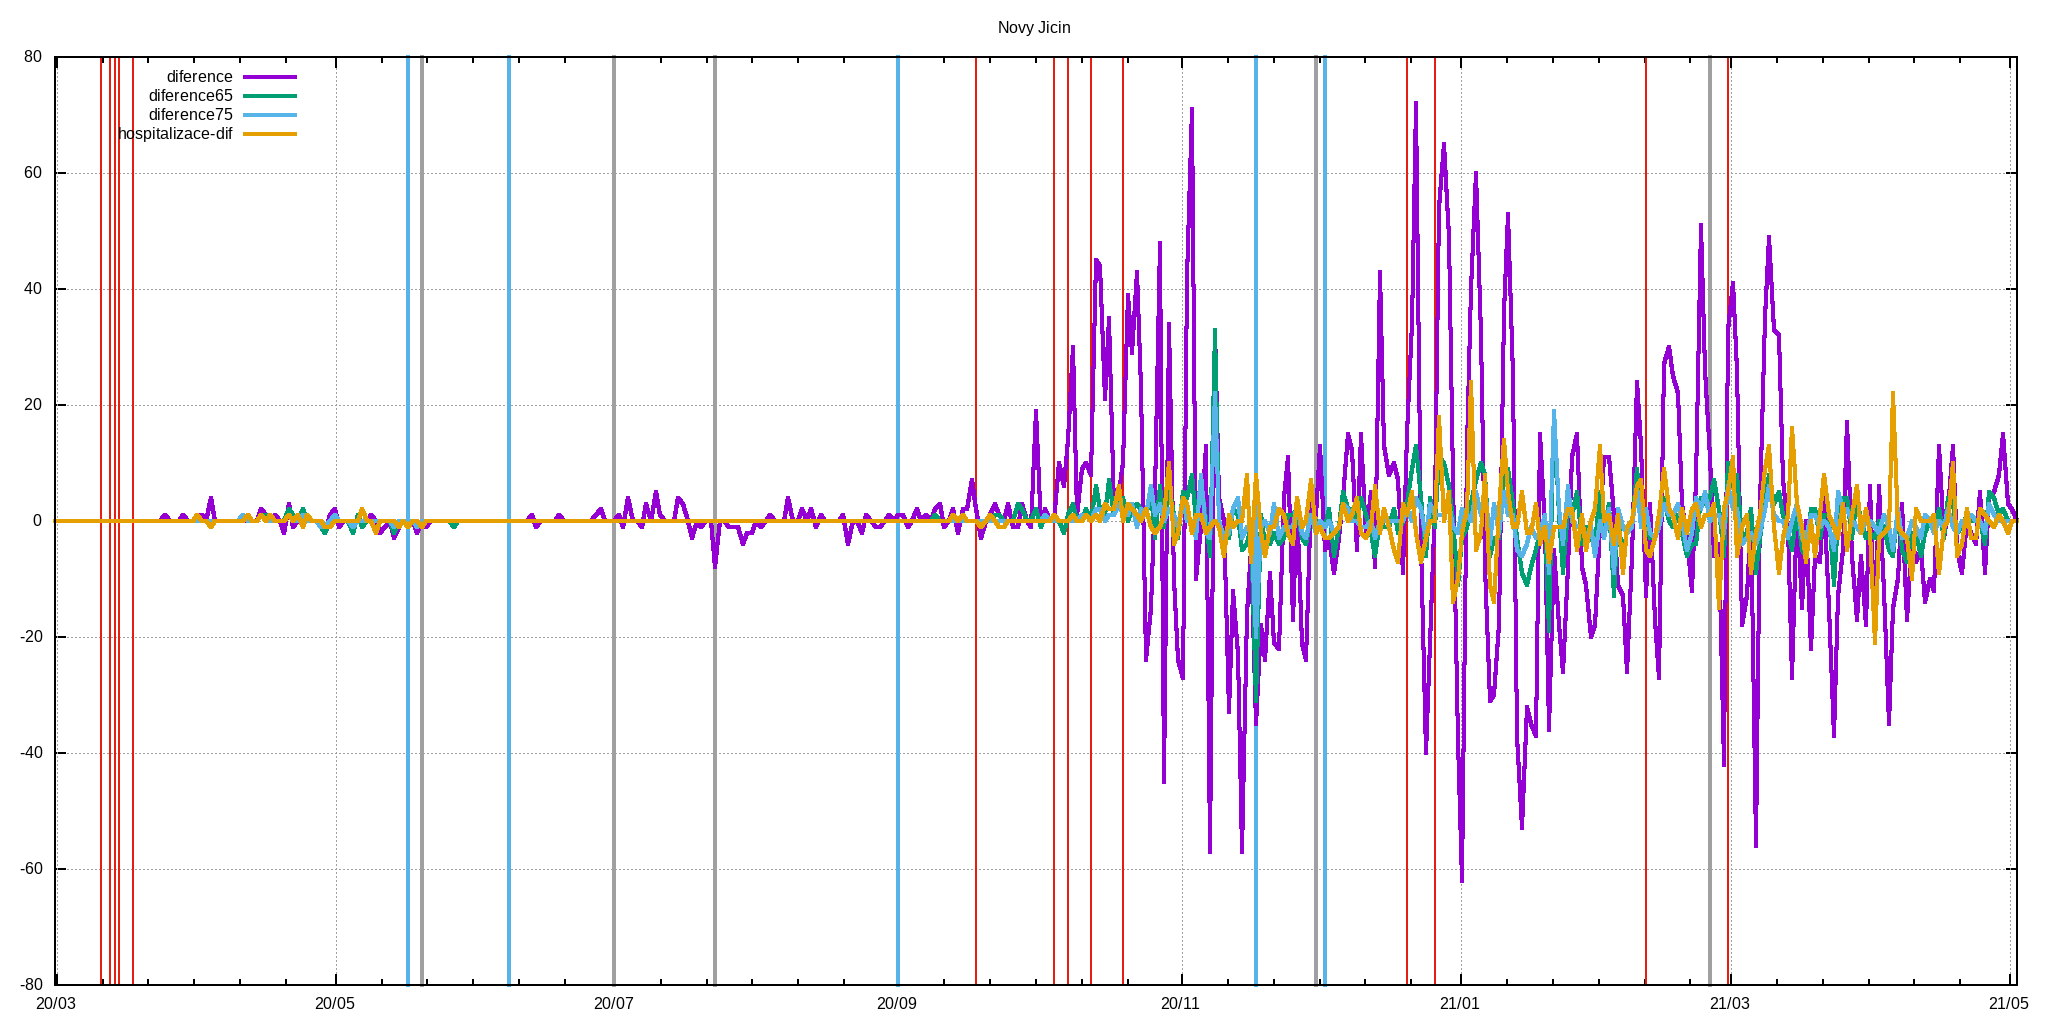 Novy Jicin
80
diference
diference65
diference75
hospitalizace-dif
60
40
20
0
-20
-40
-60
-80
20/03 20/05 20/07 20/09 20/11 21/01 21/03 21/05